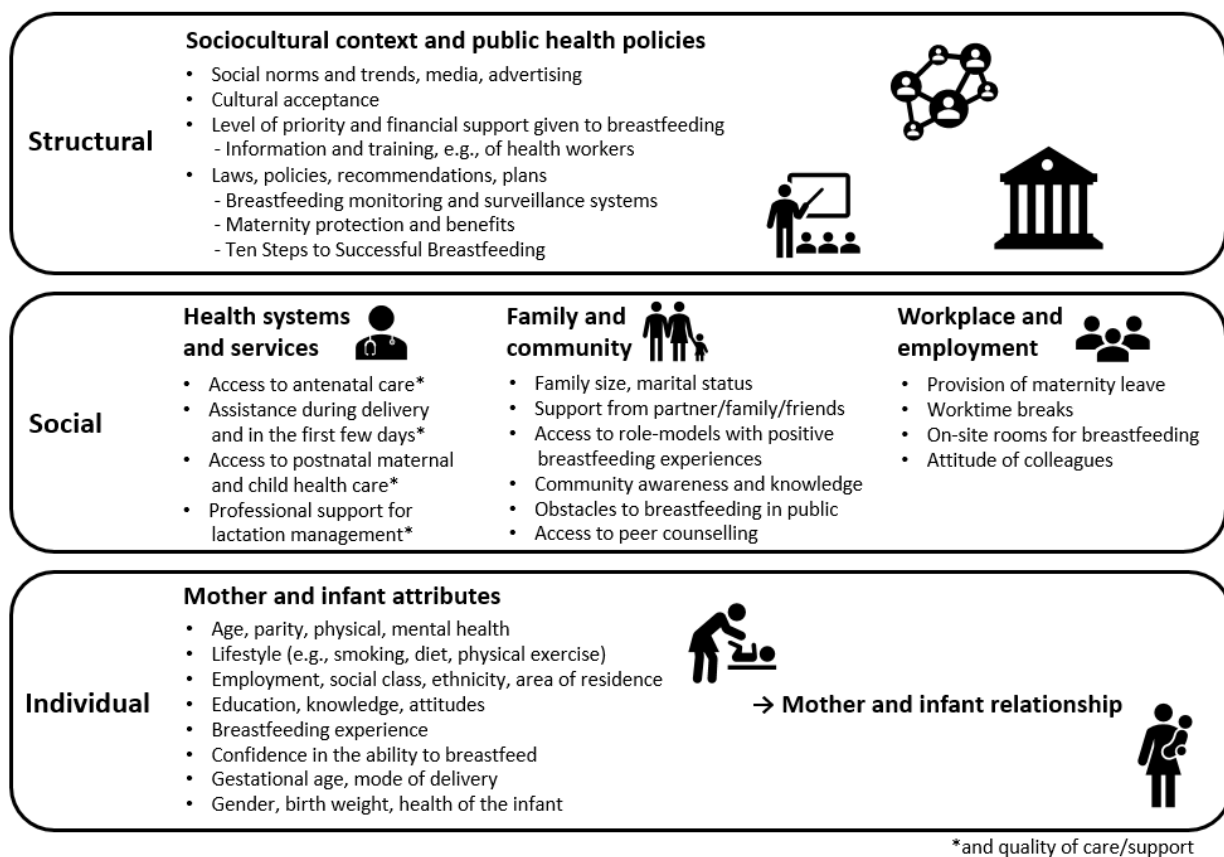 Structural
Sociocultural context and public health policies
• Social norms and trends, media, advertising
• Cultural acceptance
• Level of priority and financial support given to breastfeeding
- Information and training, e.g., of health workers
• Laws, policies, recommendations, plans
- Breastfeeding monitoring and surveillance systems
- Maternity protection and benefits
- Ten Steps to Successful Breastfeeding
Social
Health systems
and services
• Access to antenatal care*
• Assistance during delivery
and in the first few days*
• Access to postnatal maternal
and child health care*
• Professional support for
lactation management*
Family and
community
• Family size, marital status
• Support from partner/family/friends
• Access to role-models with positive
breastfeeding experiences
• Community awareness and knowledge
• Obstacles to breastfeeding in public
• Access to peer counselling
Workplace and
employment
• Provision of maternity leave
• Worktime breaks
• On-site rooms for breastfeeding
• Attitude of colleagues
Individual
Mother and infant attributes
• Age, parity, physical, mental health
• Lifestyle (e.g., smoking, diet, physical exercise)
• Employment, social class, ethnicity, area of residence
• Education, knowledge, attitudes
• Breastfeeding experience
• Confidence in the ability to breastfeed
• Gestational age, mode of delivery
• Gender, birth weight, health of the infant
→ Mother and infant relationship
*and quality of care/support